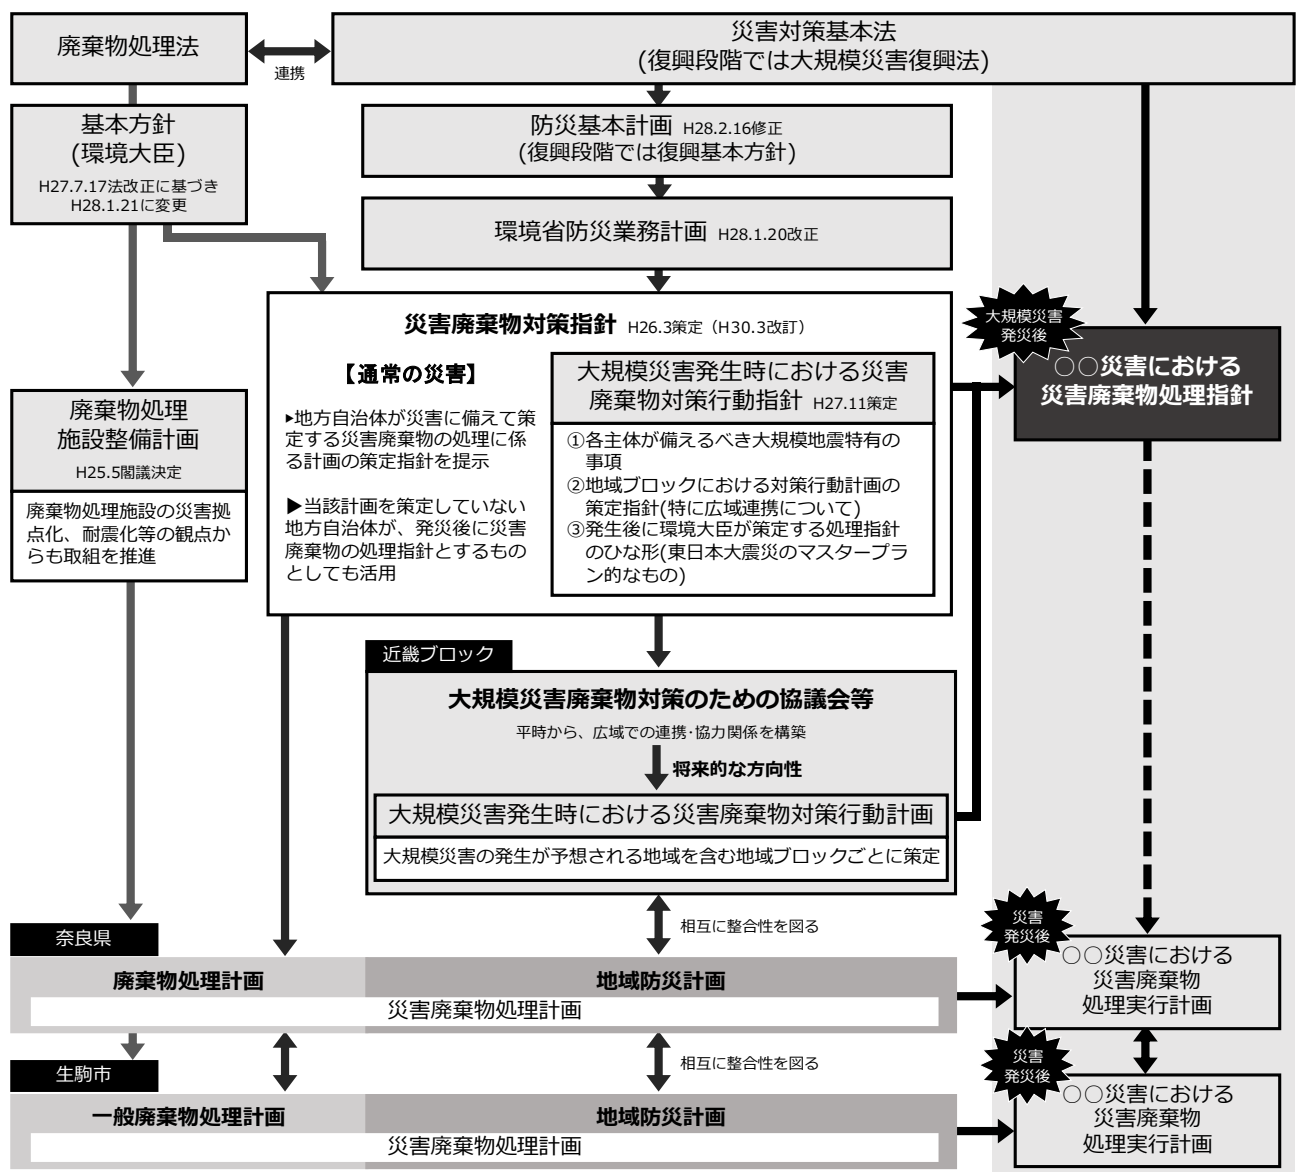 廃棄物処理法
連携
災害対策基本法
(復興段階では大規模災害復興法)
基本方針
(環境大臣)
H27.7.17法改正に基づき
H28.1.21に変更
防災基本計画 H28.2.16修正
(復興段階では復興基本方針)
環境省防災業務計画 H28.1.20改正
災害廃棄物対策指針 H26.3策定（H30.3改訂）
【通常の災害】
▶地方自治体が災害に備えて策
定する災害廃棄物の処理に係
る計画の策定指針を提示
▶当該計画を策定していない
地方自治体が、発災後に災害
廃棄物の処理指針とするもの
としても活用
大規模災害発生時における災害
廃棄物対策行動指針 H27.11策定
①各主体が備えるべき大規模地震特有の
事項
②地域ブロックにおける対策行動計画の
策定指針(特に広域連携について)
③発生後に環境大臣が策定する処理指針
のひな形(東日本大震災のマスタープラ
ン的なもの)
大規模災害
発災後
○○災害における
災害廃棄物処理指針
廃棄物処理
施設整備計画
H25.5閣議決定
廃棄物処理施設の災害拠
点化、耐震化等の観点か
らも取組を推進
近畿ブロック
大規模災害廃棄物対策のための協議会等
平時から、広域での連携･協力関係を構築
将来的な方向性
大規模災害発生時における災害廃棄物対策行動計画
大規模災害の発生が予想される地域を含む地域ブロックごとに策定
相互に整合性を図る
奈良県
廃棄物処理計画
地域防災計画
災害廃棄物処理計画
災害
発災後
○○災害における
災害廃棄物
処理実行計画
相互に整合性を図る
生駒市
一般廃棄物処理計画
地域防災計画
災害廃棄物処理計画
災害
発災後
○○災害における
災害廃棄物
処理実行計画